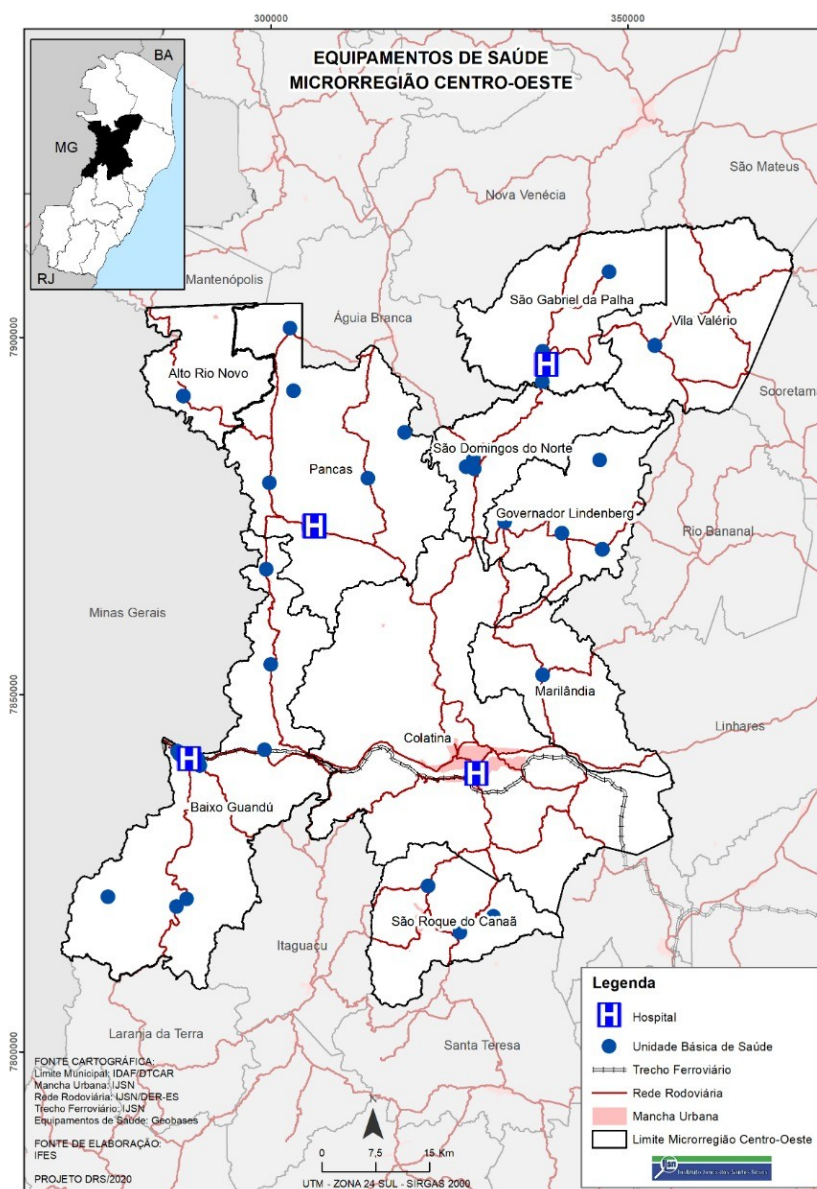 300000
350000
EQUIPAMENTOS DE SAÚDE
MICRORREGIÃO CENTRO-OESTE
BA
MG
RJ
São Mateus
Nova Venécia
Mantenópolis
Água Branca
São Gabriel da Palha
Vila Valério
7900000
Alto Rio Novo
Sooretama
São Domingos do Norte
Pancas
Governador Lindenberg
Rio Bananal
Minas Gerais
Marilândia
7850000
Linhares
Colatina
Baixo Guandú
São Roque do Canaã
Itaguaçu
Laranja da Terra
Santa Teresa
7800000
Legenda
H Hospital
Unidade Básica de Saúde
Trecho Ferroviário
Rede Rodoviária
Mancha Urbana
Limite Microrregião Centro-Oeste
FONTE CARTOGRÁFICA:
Limite Municipal: IDAF/DTCAR
Mancha Urbana: IJSN
Rede Rodoviária: IJSN/DER-ES
Trecho Ferroviário: IJSN
Equipamentos de Saúde: Geobases
FONTE DE ELABORAÇÃO:
IFES
PROJETO DRS/2020
0 7,5 15 Km
UTM - ZONA 24 SUL - SIRGAS 2000